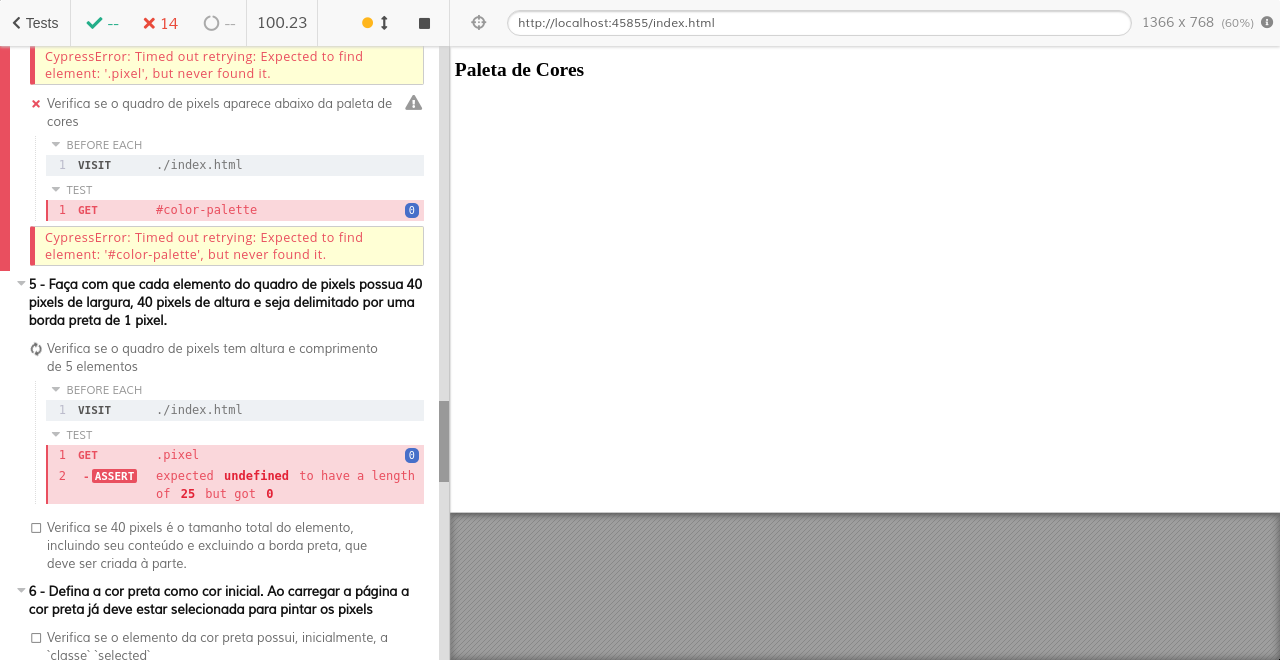 Tests
--
14
--
100.23
http://localhost:45855/index.html
1366 x 768 (60%)
CypressError: Timed out retrying: Expected to find
element: '.pixel', but never found it.
Verifica se o quadro de pixels aparece abaixo da paleta de
cores
BEFORE EACH
1 VISIT ./index.html
TEST
1 GET #color-palette 0
CypressError: Timed out retrying: Expected to find
element: '#color-palette', but never found it.
5 - Faça com que cada elemento do quadro de pixels possua 40
pixels de largura, 40 pixels de altura e seja delimitado por uma
borda preta de 1 pixel.
Verifica se o quadro de pixels tem altura e comprimento
de 5 elementos
BEFORE EACH
1 VISIT ./index.html
TEST
1 GET .pixel 0
2 - ASSERT expected undefined to have a length
of 25 but got 0
Verifica se 40 pixels é o tamanho total do elemento,
incluindo seu conteúdo e excluindo a borda preta, que
deve ser criada à parte.
6 - Defina a cor preta como cor inicial. Ao carregar a página a
cor preta já deve estar selecionada para pintar os pixels
Verifica se o elemento da cor preta possui, inicialmente, a
`classe` `selected`
Paleta de Cores